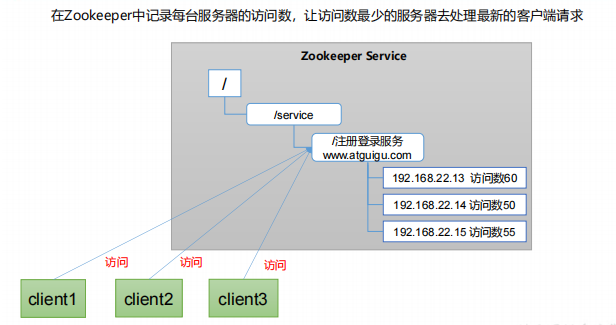 在Zookeeper中记录每台服务器的访问数，让访问数最少的服务器去处理最新的客户端请求
Zookeeper Service
/
/service
/注册登录服务
www.atguigu.com
192.168.22.13 访问数60
192.168.22.14 访问数50
192.168.22.15 访问数55
访问
访问
访问
client1
client2
client3